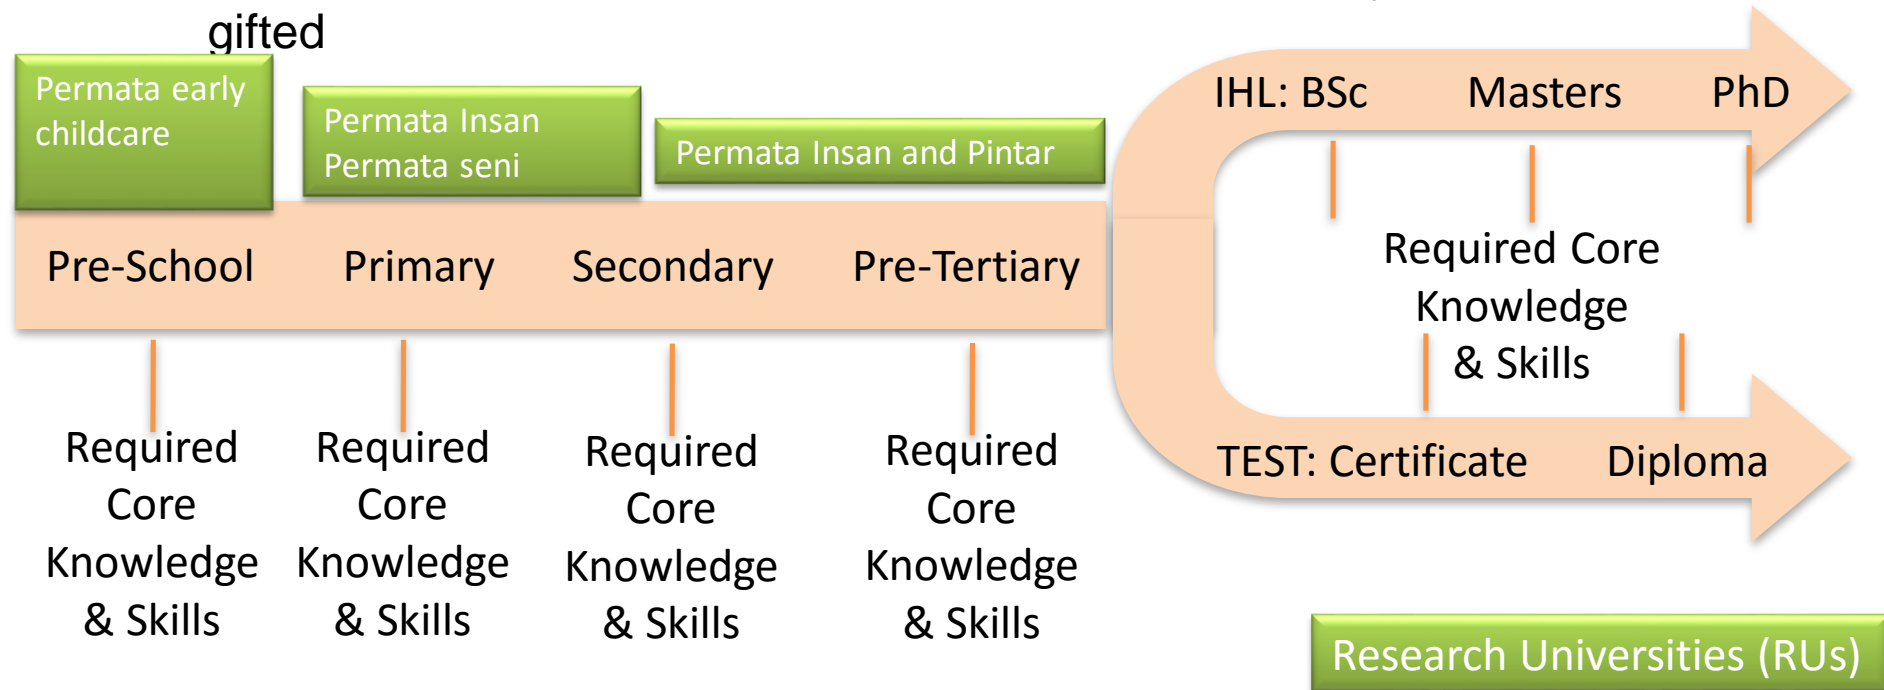 gifted
Permata early
childcare
Permata Insan
Permata seni
Permata Insan and Pintar
IHL: BSc Masters PhD
Pre-School Primary Secondary Pre-Tertiary
Required Core
Knowledge
& Skills
TEST: Certificate Diploma
Required
Core
Knowledge
& Skills
Required
Core
Knowledge
& Skills
Required
Core
Knowledge
& Skills
Required
Core
Knowledge
& Skills
Research Universities (RUs)